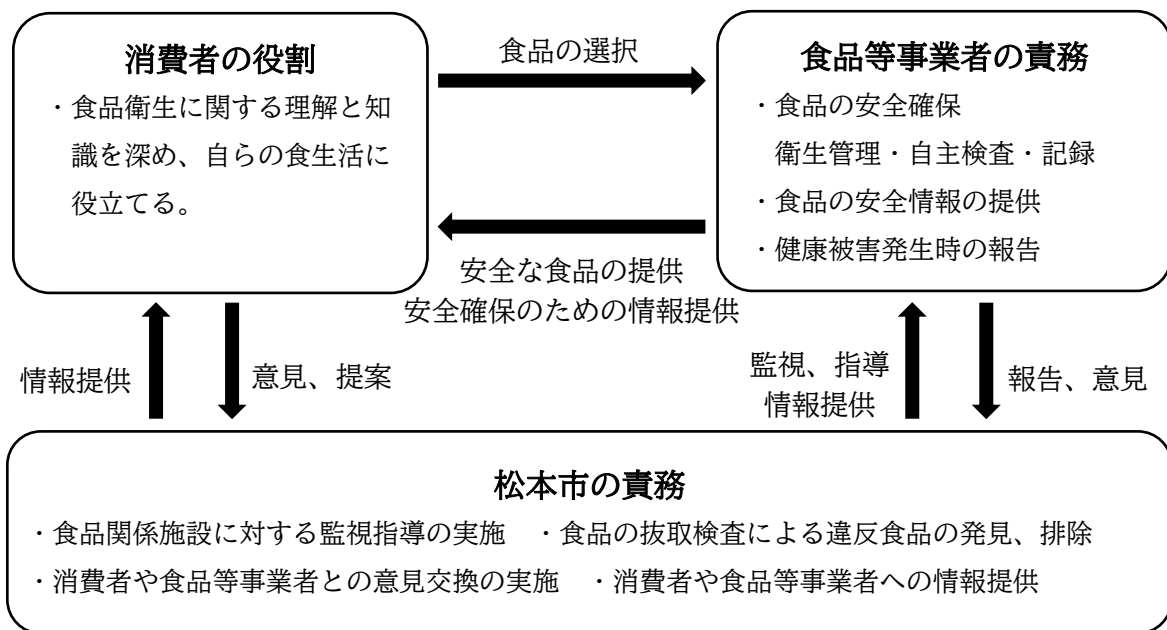 消費者の役割
・食品衛生に関する理解と知
識を深め、自らの食生活に
役立てる。
食品の選択
食品等事業者の責務
・食品の安全確保
衛生管理・自主検査・記録
・食品の安全情報の提供
・健康被害発生時の報告
安全な食品の提供
安全確保のための情報提供
情報提供
意見、提案
監視、指導
情報提供
報告、意見
松本市の責務
・食品関係施設に対する監視指導の実施　・食品の抜取検査による違反食品の発見、排除
・消費者や食品等事業者との意見交換の実施　・消費者や食品等事業者への情報提供